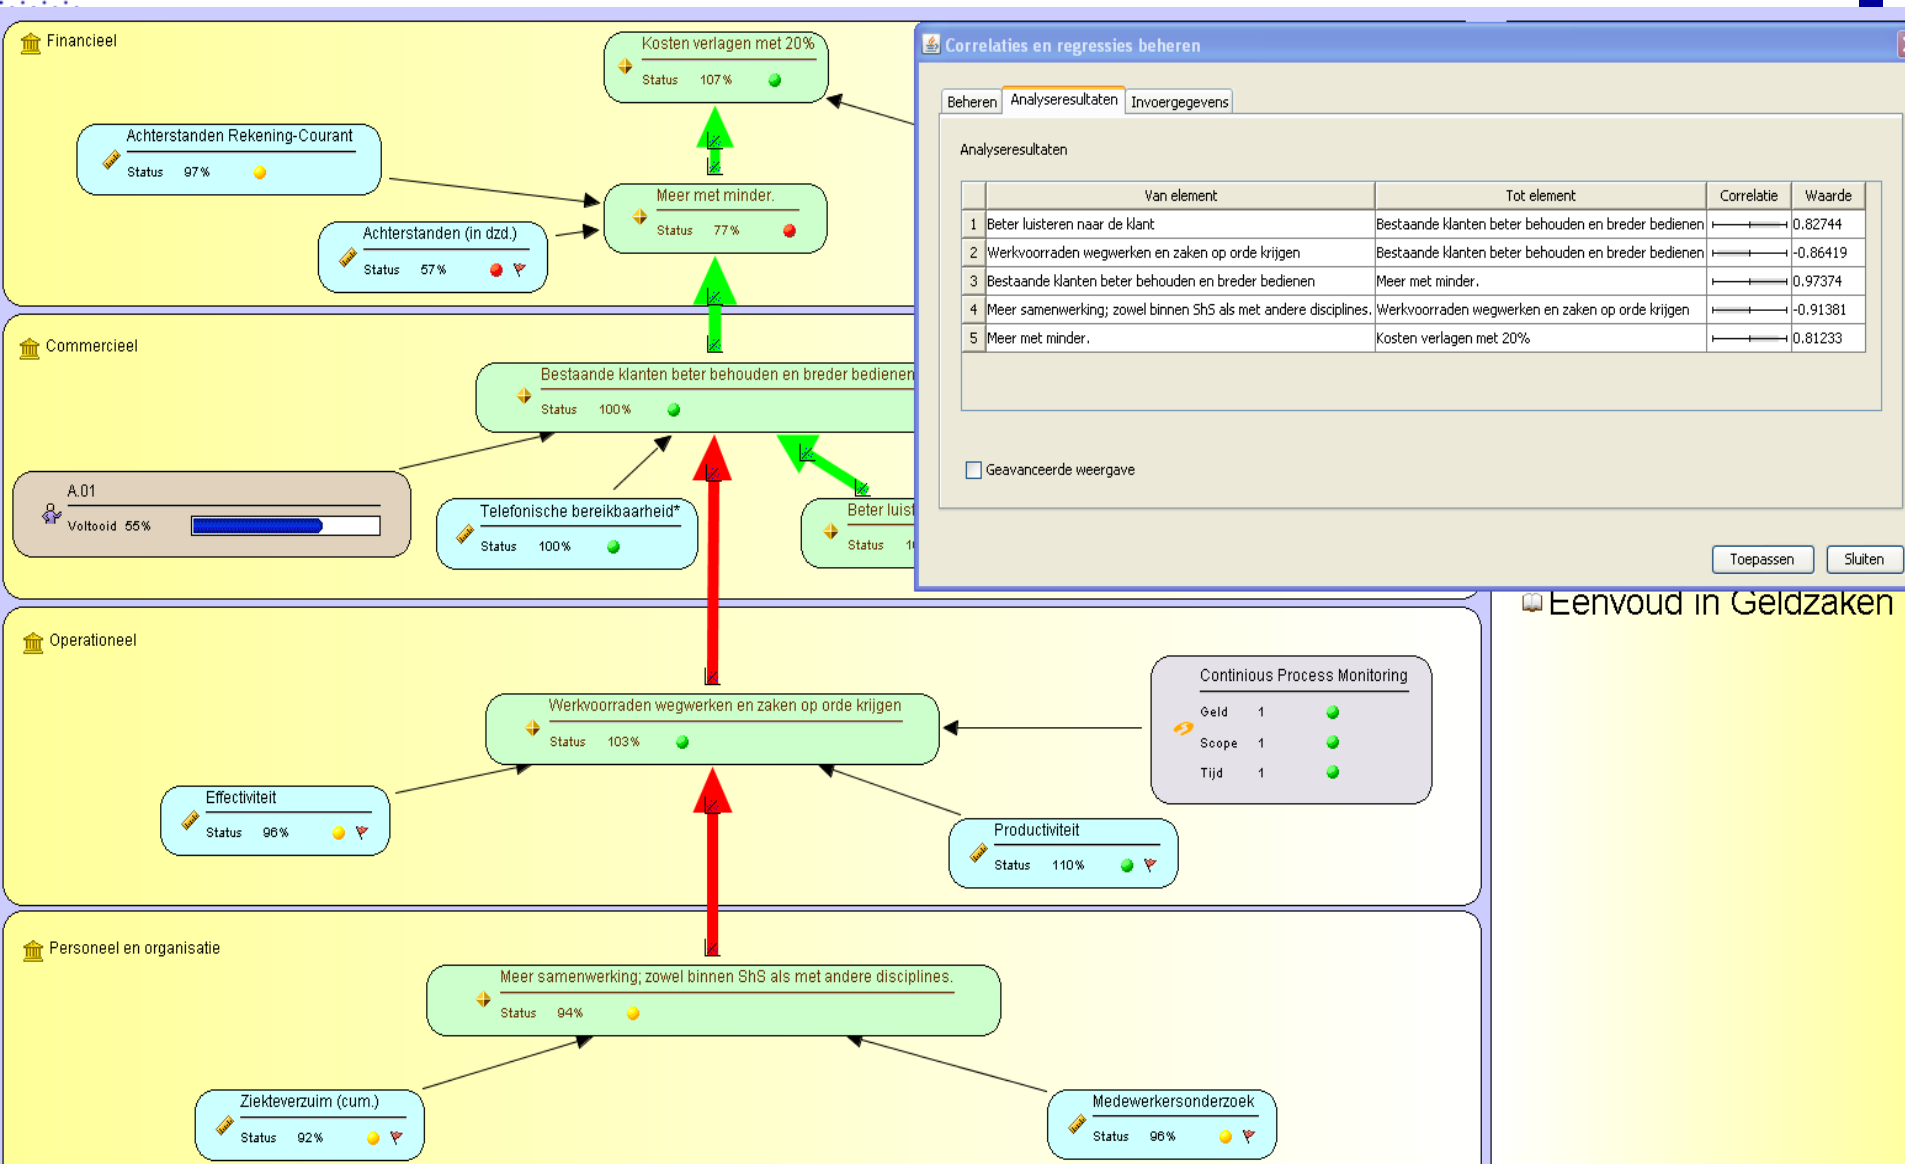 Financieel
Kosten verlagen met 20%
Status 107%
Achterstanden Rekening-Courant
Status 97%
Meer met minder.
Status 77%
Achterstanden (in dzd.)
Status 57%
Commercieel
Bestaande klanten beter behouden en breder bedienen
Status 100%
A.01
Voltooid 55%
Telefonische bereikbaarheid*
Status 100%
Beter
Status
Operationeel
Werkvoorraden wegwerken en zaken op orde krijgen
Status 103%
Continious Process Monitoring
Geld 1
Scope 1
Tijd 1
Effectiviteit
Status 96%
Productiviteit
Status 110%
Personeel en organisatie
Meer samenwerking; zowel binnen ShS als met andere disciplines.
Status 94%
Ziekteverzuim (cum.)
Status 92%
Medewerkersonderzoek
Status 96%
Correlaties en regressies beheren
Beheren Analyseresultaten Invoergegevens
Analyseresultaten
Van element Tot element Correlatie Waarde
1 Beter luisteren naar de klant Bestaande klanten beter behouden en breder bedienen 0.82744
2 Werkvoorraden wegwerken en zaken op orde krijgen Bestaande klanten beter behouden en breder bedienen -0.86419
3 Bestaande klanten beter behouden en breder bedienen Meer met minder. 0.97374
4 Meer samenwerking; zowel binnen ShS als met andere disciplines. Werkvoorraden wegwerken en zaken op orde krijgen -0.91381
5 Meer met minder. Kosten verlagen met 20% 0.81233
Geavanceerde weergave
Toepassen Sluiten
Eenvoud in Geldzaken